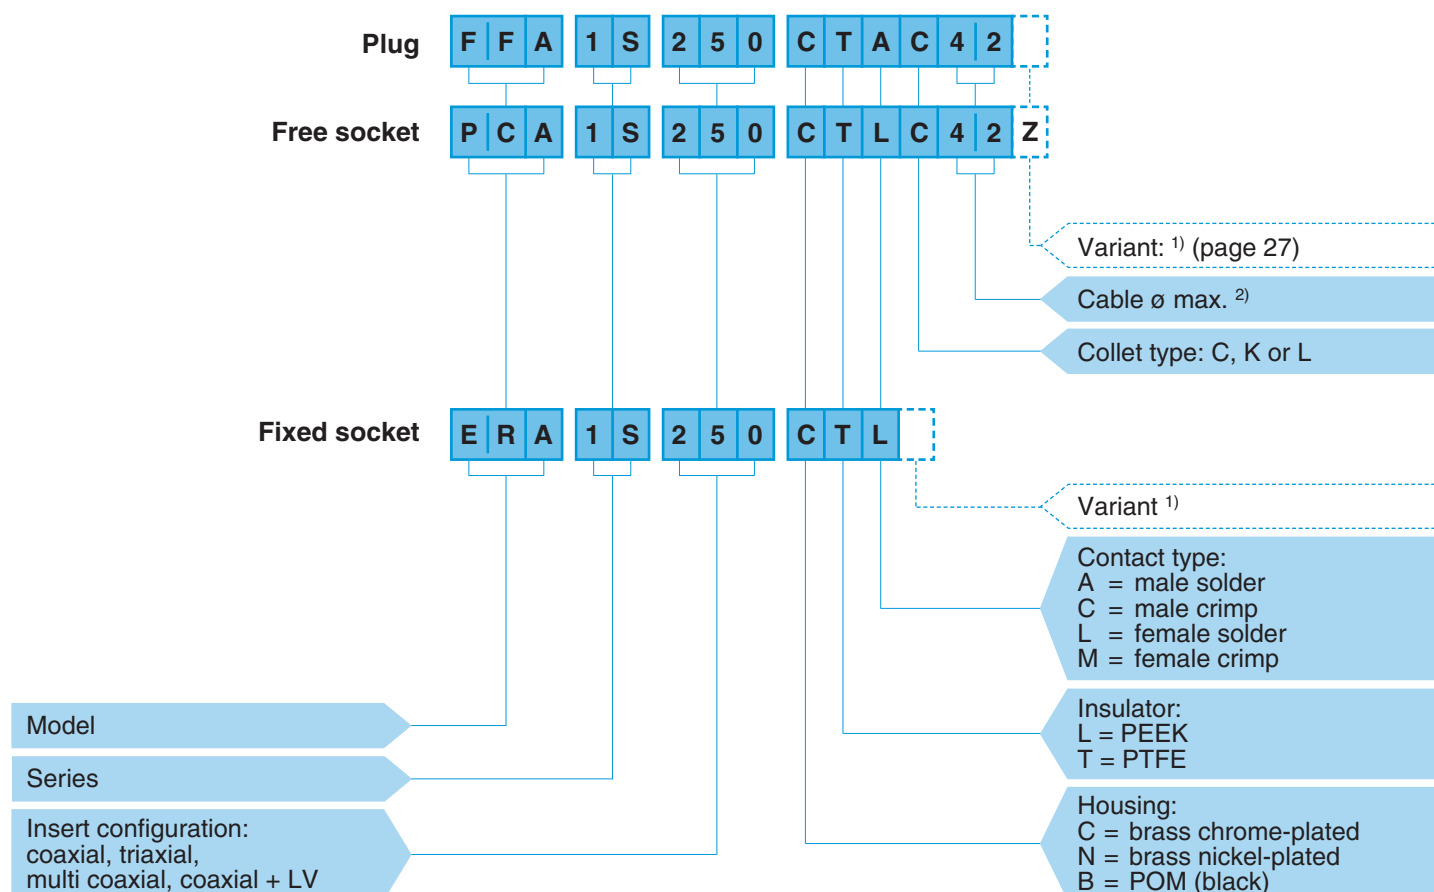 Plug F F A 1 S 2 5 0 C T A C 4 2
Free socket P C A 1 S 2 5 0 C T L C 4 2 Z
Variant: 1) (page 27)
Cable ø max. 2)
Collet type: C, K or L
Fixed socket E R A 1 S 2 5 0 C T L
Variant 1)
Contact type:
A = male solder
C = male crimp
L = female solder
M = female crimp
Model
Insulator:
L = PEEK
T = PTFE
Series
Insert configuration:
coaxial, triaxial,
multi coaxial, coaxial + LV
Housing:
C = brass chrome-plated
N = brass nickel-plated
B = POM (black)